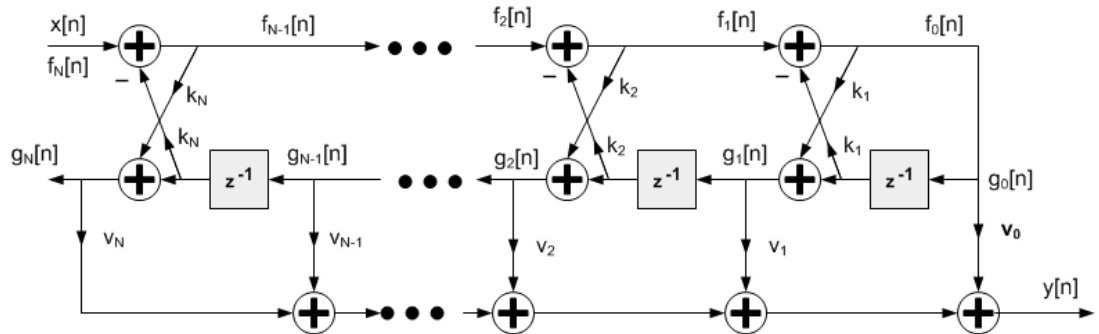 x[n] f_{N-1}[n] f_2[n] f_1[n] f_0[n]
f_N[n]
− − −
k_N k_2 k_1
k_N k_2 k_1
g_N[n] g_{N-1}[n] g_2[n] g_1[n] g_0[n]
z^{-1} z^{-1} z^{-1}
v_N v_{N-1} v_2 v_1 v_0
y[n]